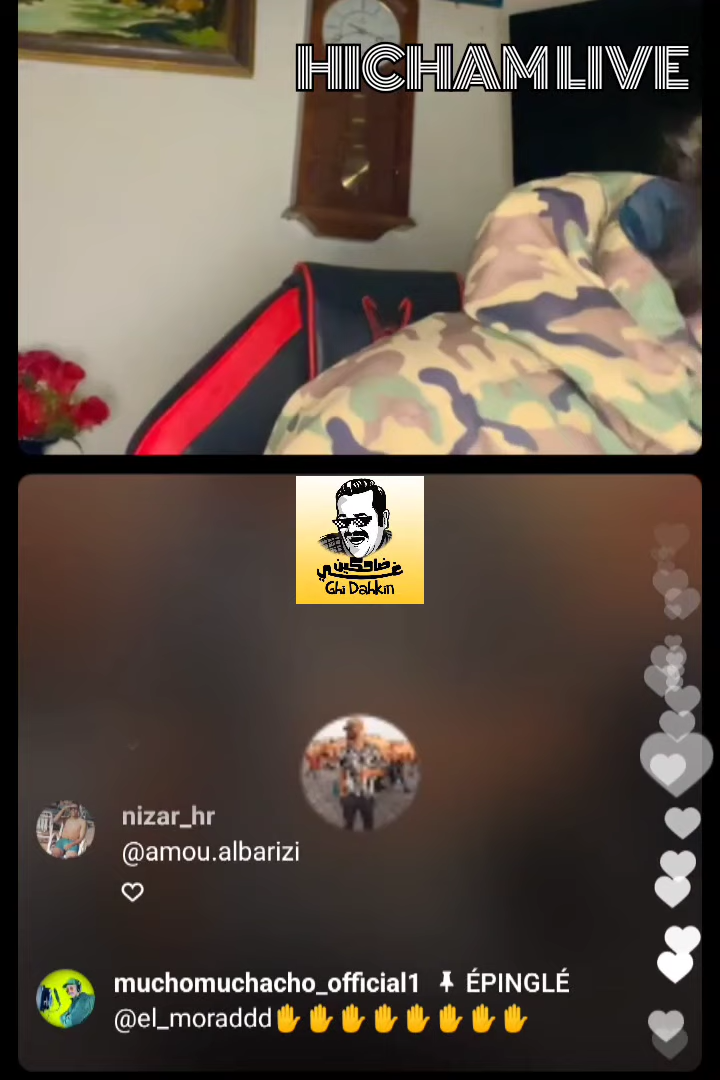 HICHAM LIVE
ضاحكين
غي
Ghi Dahkin
nizar_hr
@amou.albarizi
♡
muchomuchacho_official1 📌 ÉPINGLÉ
@el_moraddd✋✋✋✋✋✋✋✋